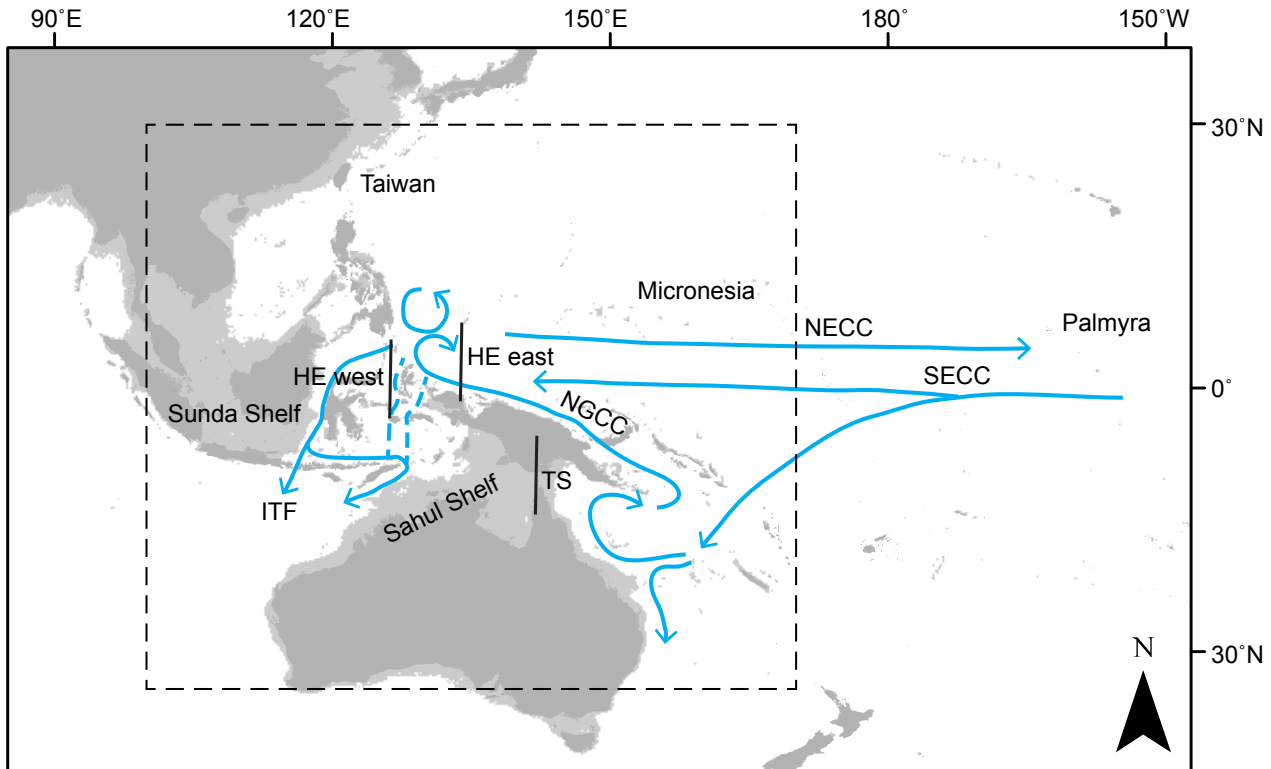 90˚E 120˚E 150˚E 180˚ 150˚W
30˚N
Taiwan
Micronesia
NECC
Palmyra
HE east
HE west
SECC
0˚
Sunda Shelf
NGCC
TS
ITF
Sahul Shelf
N
30˚N